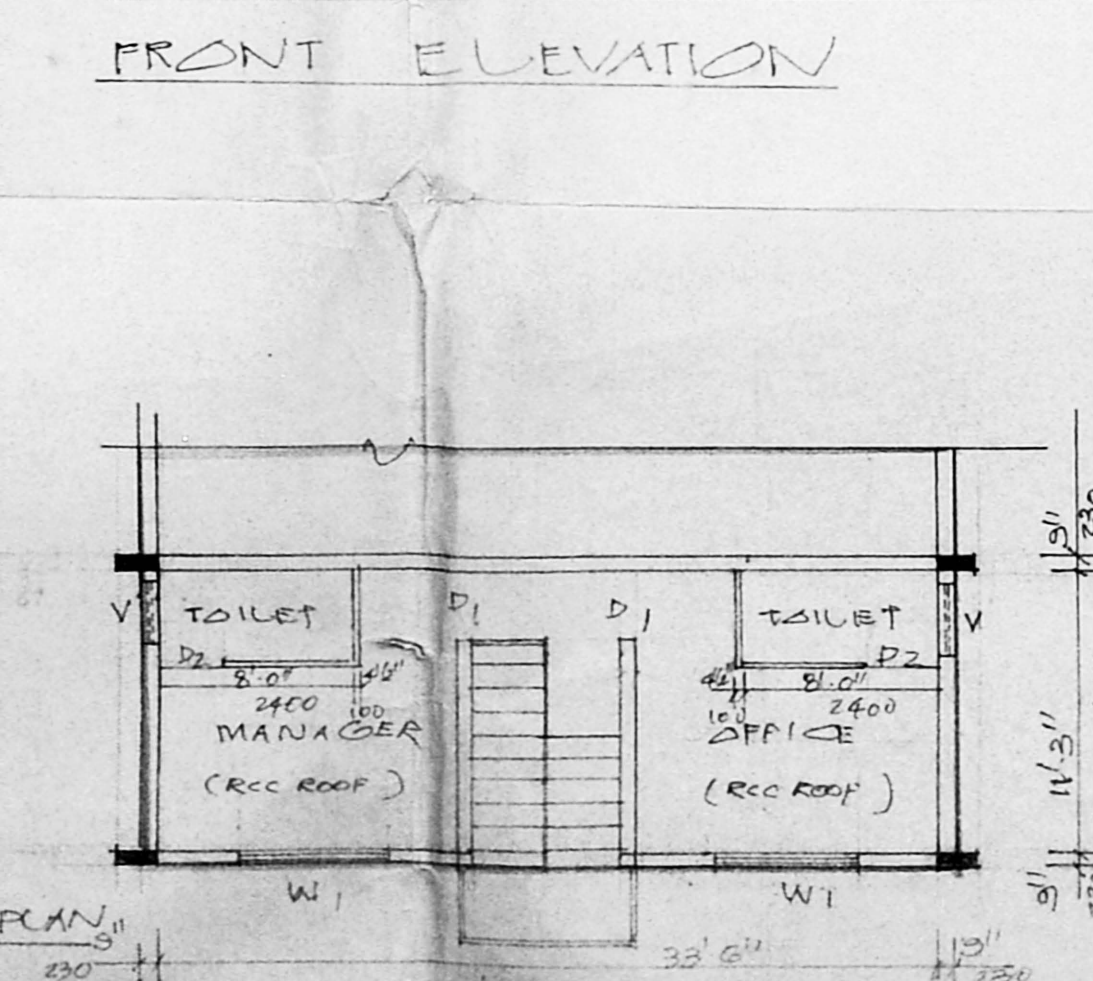 FRONT ELEVATION
9"
230
V
TOILET
D1
D1
TOILET
V
D2
D2
8'-0"
4½"
4½"
8'-0"
2400
100
100
2400
MANAGER
OFFICE
(RCC ROOF)
(RCC ROOF)
11'-3"
W1
W1
9"
PLAN
9"
230
33'6"
9"
230